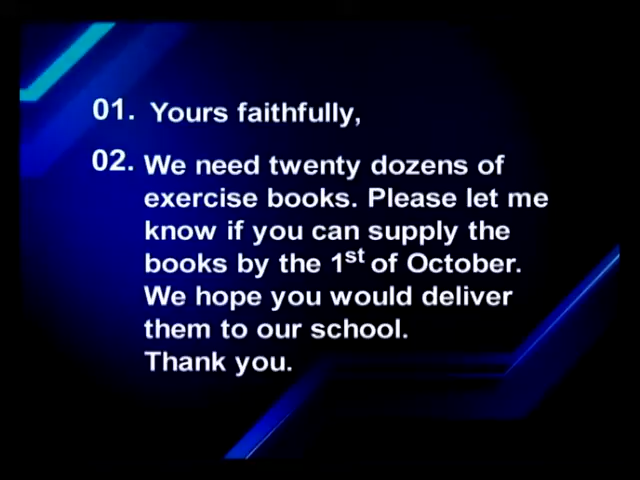 01. Yours faithfully,
02. We need twenty dozens of
exercise books. Please let me
know if you can supply the
books by the 1st of October.
We hope you would deliver
them to our school.
Thank you.